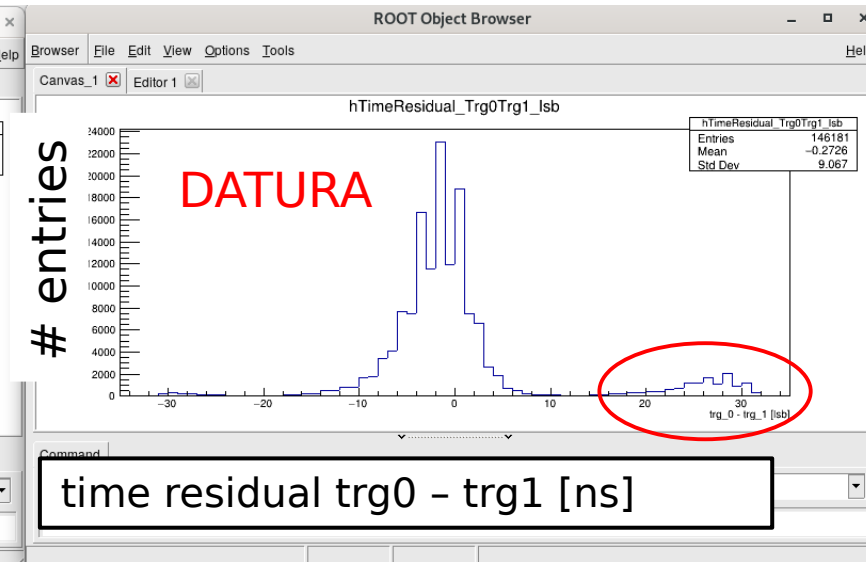 ROOT Object Browser
elp
Browser File Edit View Options Tools
Hel
Canvas_1 Editor 1
hTimeResidual_Trg0Trg1_lsb
hTimeResidual_Trg0Trg1_lsb
Entries 146181
Mean −0.2726
Std Dev 9.067
# entries
DATURA
24000
22000
20000
18000
16000
14000
12000
10000
8000
6000
4000
2000
0
−30 −20 −10 0 10 20 30
trg_0 - trg_1 [lsb]
Command
time residual trg0 – trg1 [ns]